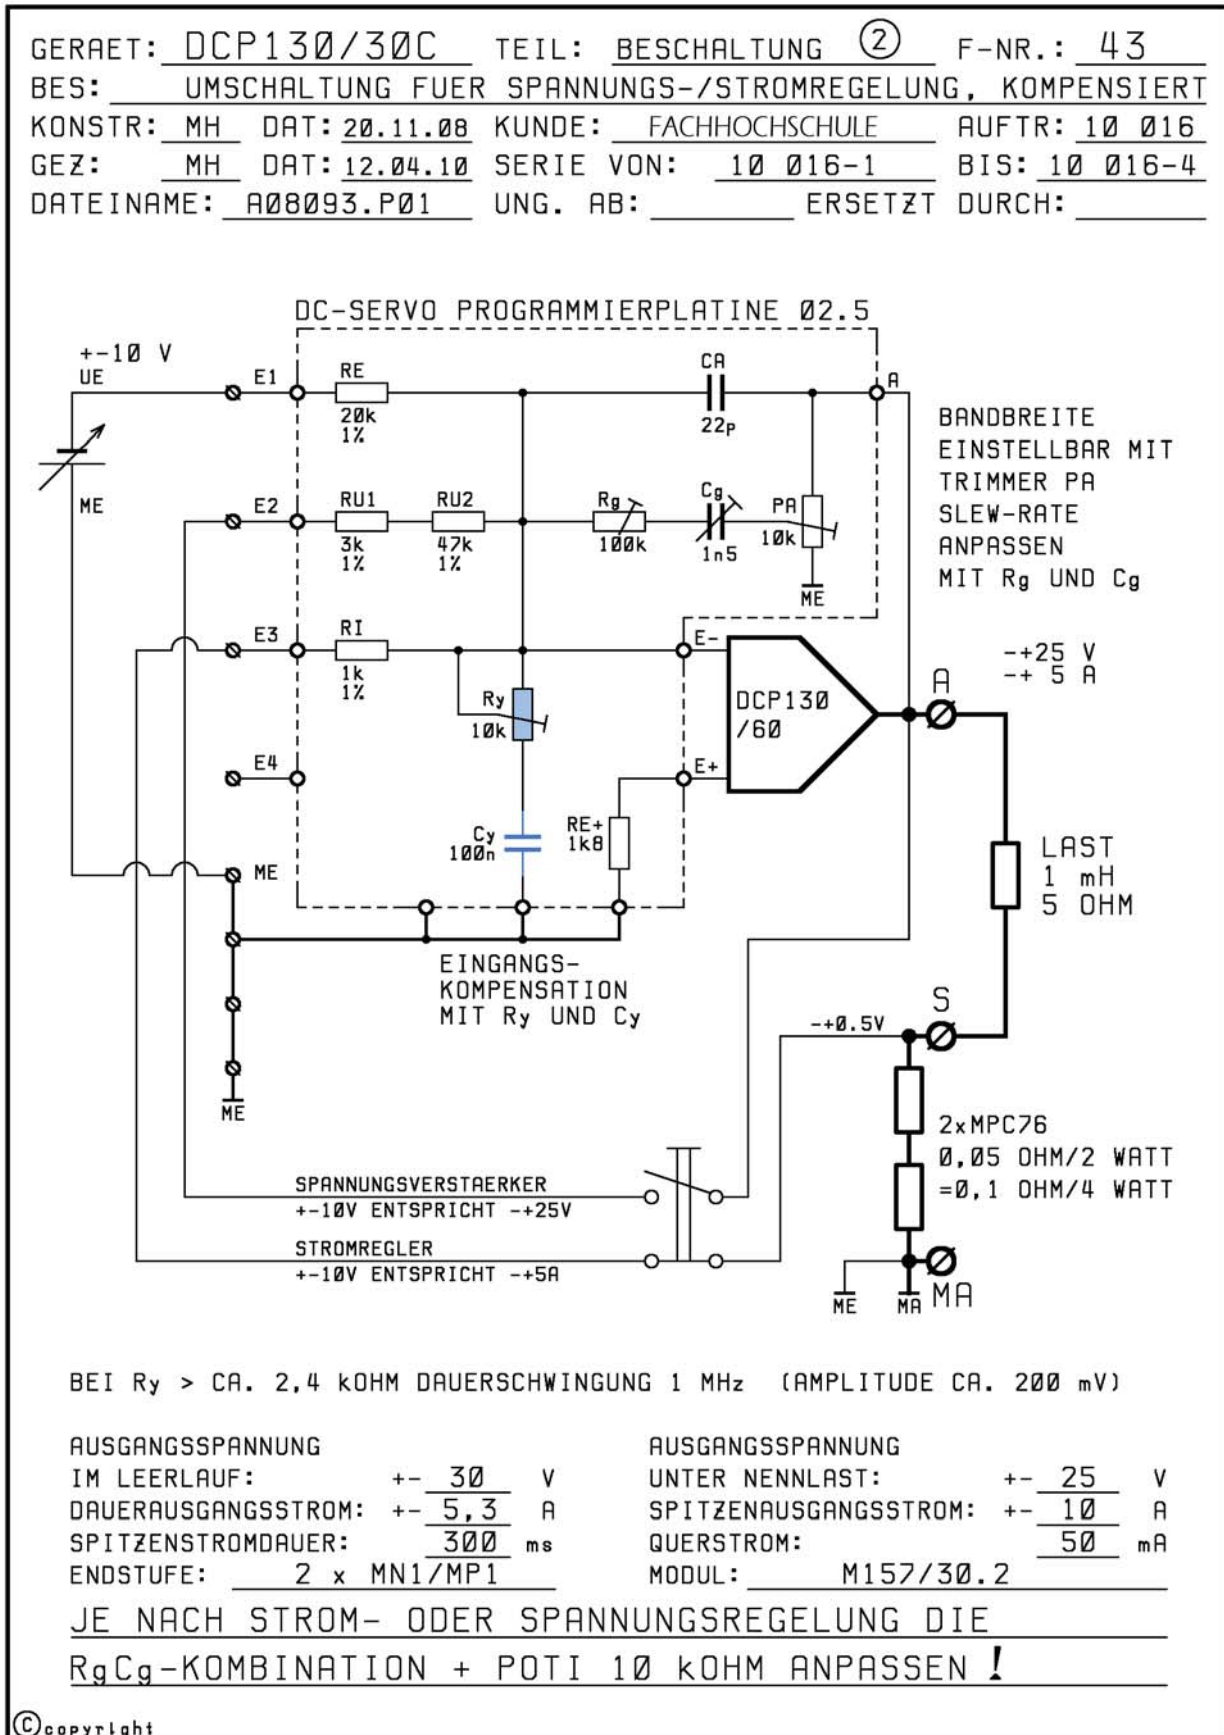 GERAET: DCP130/30C TEIL: BESCHALTUNG 2 F-NR.: 43
BES: UMSCHALTUNG FUER SPANNUNGS-/STROMREGELUNG, KOMPENSIERT
KONSTR: MH DAT: 20.11.08 KUNDE: FACHHOCHSCHULE AUFTR: 10 016
GEZ: MH DAT: 12.04.10 SERIE VON: 10 016-1 BIS: 10 016-4
DATEINAME: A08093.P01 UNG. AB: ERSETZT DURCH:
DC-SERVO PROGRAMMIERPLATINE 02.5
+-10 V
UE
E1
RE
20k
1%
CA
22p
A
ME
E2
RU1
3k
1%
RU2
47k
1%
Rg
100k
Cg
1n5
PA
10k
ME
BANDBREITE
EINSTELLBAR MIT
TRIMMER PA
SLEW-RATE
ANPASSEN
MIT Rg UND Cg
E3
RI
1k
1%
Ry
10k
E-
DCP130
/60
-+25 V
-+ 5 A
A
E4
E+
Cy
100n
RE+
1k8
ME
LAST
1 mH
5 OHM
EINGANGS-
KOMPENSATION
MIT Ry UND Cy
S
-+0.5V
ME
2xMPC76
0,05 OHM/2 WATT
=0,1 OHM/4 WATT
SPANNUNGSVERSTAERKER
+-10V ENTSPRICHT -+25V
STROMREGLER
+-10V ENTSPRICHT -+5A
ME
MA
MA
BEI Ry > CA. 2,4 kOHM DAUERSCHWINGUNG 1 MHz (AMPLITUDE CA. 200 mV)
AUSGANGSSPANNUNG
IM LEERLAUF: +- 30 V
DAUERAUSGANGSSTROM: +- 5,3 A
SPITZENSTROMDAUER: 300 ms
ENDSTUFE: 2 x MN1/MP1
AUSGANGSSPANNUNG
UNTER NENNLAST: +- 25 V
SPITZENAUSGANGSSTROM: +- 10 A
QUERSTROM: 50 mA
MODUL: M157/30.2
JE NACH STROM- ODER SPANNUNGSREGELUNG DIE
RgCg-KOMBINATION + POTI 10 kOHM ANPASSEN !
©copyright